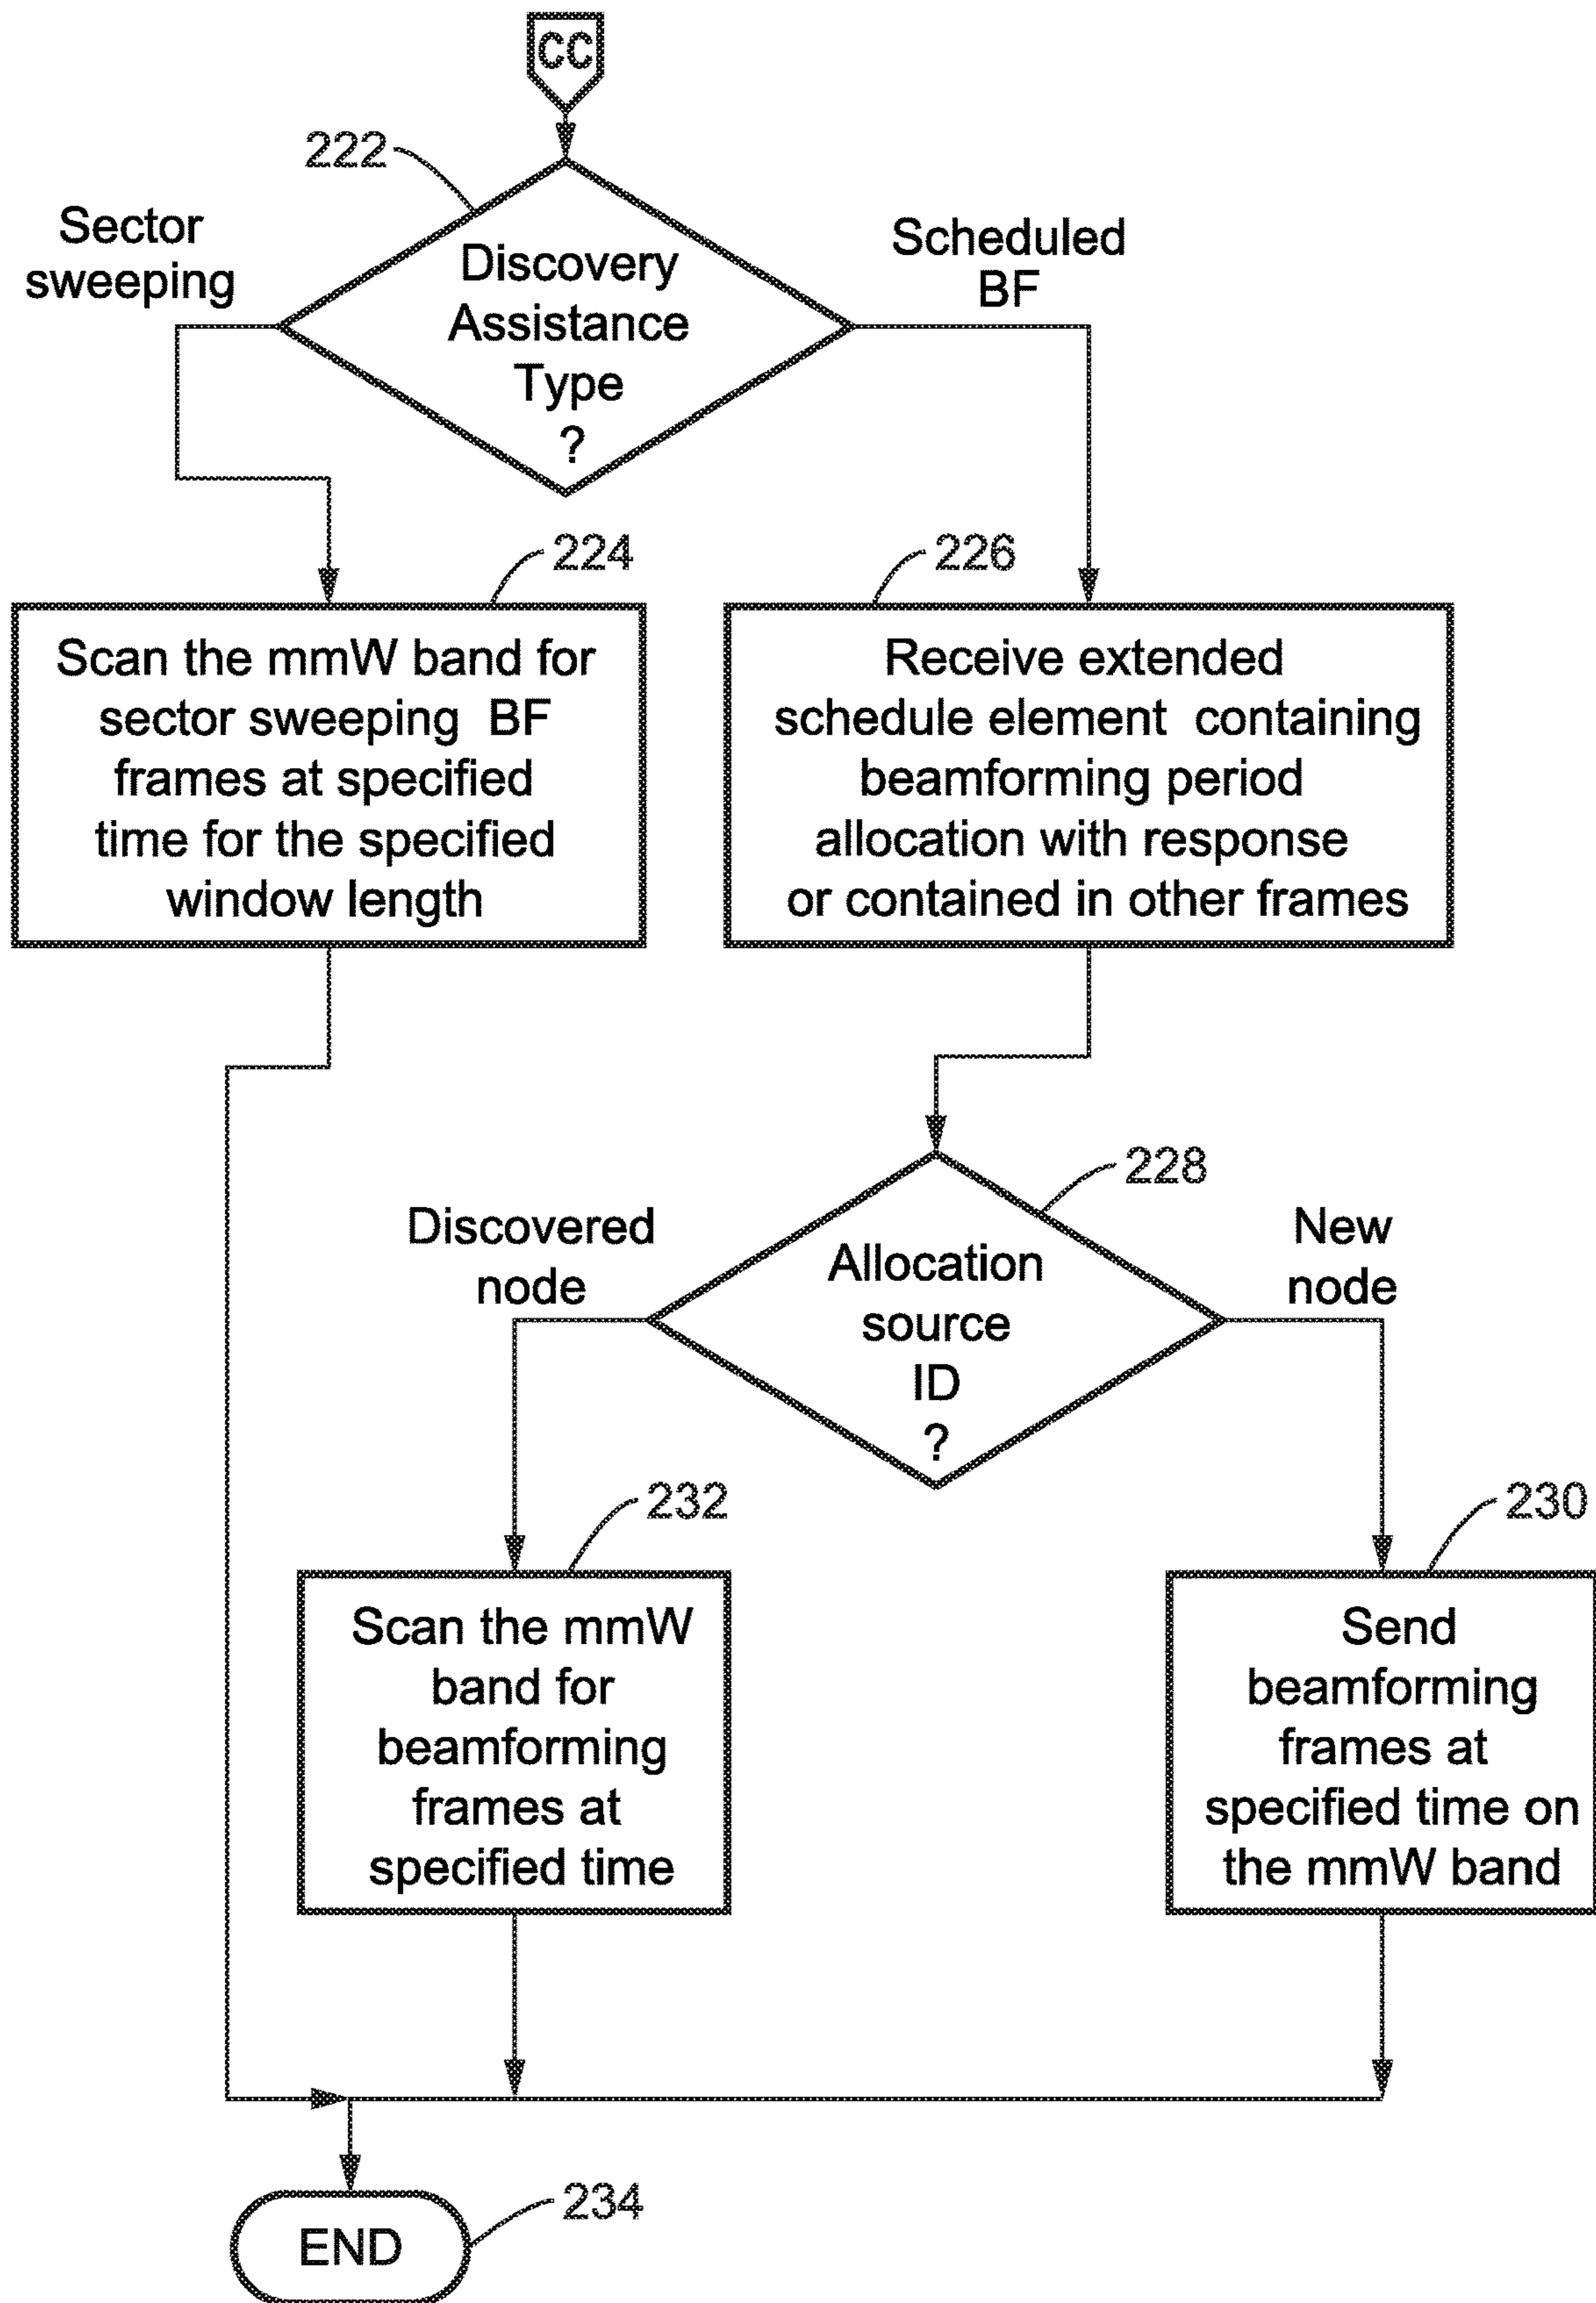 CC
222
Sector
sweeping
Discovery
Assistance
Type
?
Scheduled
BF
224
Scan the mmW band for
sector sweeping BF
frames at specified
time for the specified
window length
226
Receive extended
schedule element containing
beamforming period
allocation with response
or contained in other frames
228
Discovered
node
Allocation
source
ID
?
New
node
232
Scan the mmW
band for
beamforming
frames at
specified time
230
Send
beamforming
frames at
specified time on
the mmW band
END
234